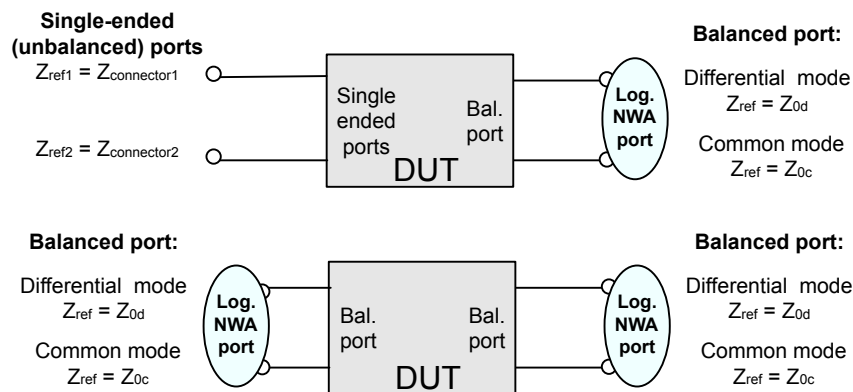 Single-ended
(unbalanced) ports
Zref1 = Zconnector1
Zref2 = Zconnector2
Single
ended
ports
Bal.
port
DUT
Log.
NWA
port
Balanced port:
Differential mode
Zref = Z0d
Common mode
Zref = Z0c
Balanced port:
Differential mode
Zref = Z0d
Common mode
Zref = Z0c
Log.
NWA
port
Bal.
port
Bal.
port
DUT
Log.
NWA
port
Balanced port:
Differential mode
Zref = Z0d
Common mode
Zref = Z0c